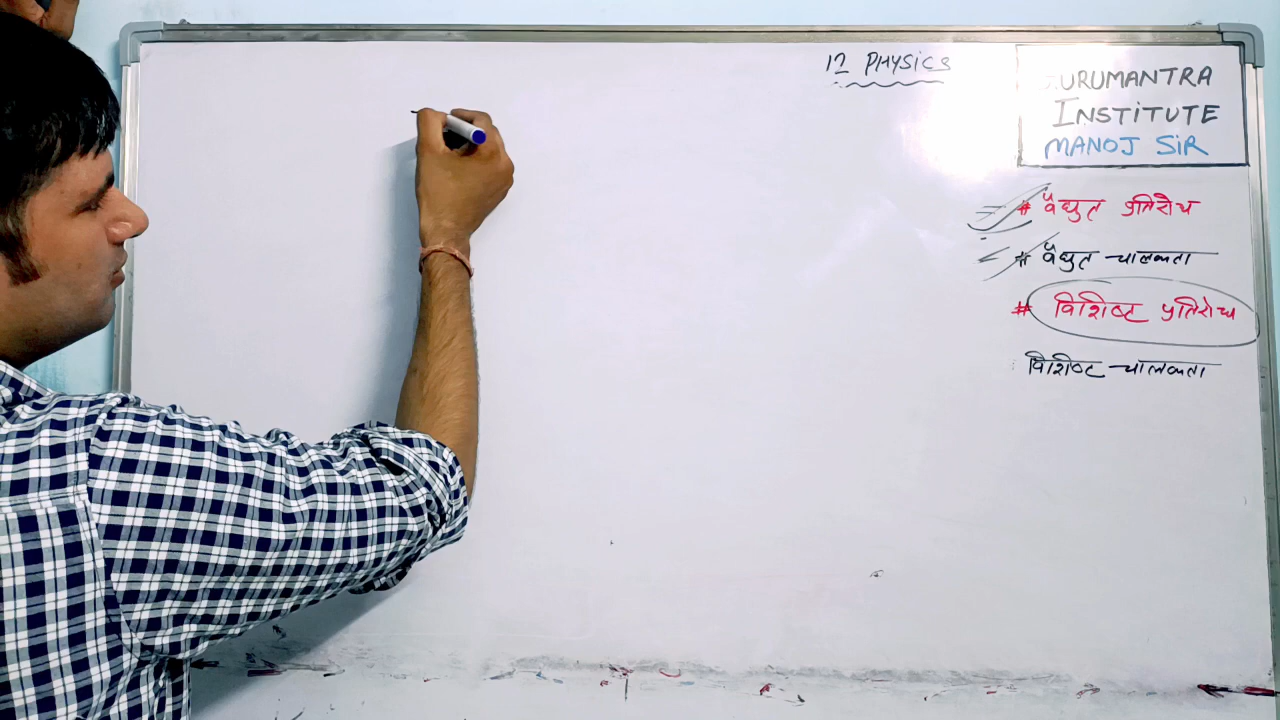 12 PHYSICS
GURUMANTRA
INSTITUTE
MANOJ SIR
# वैद्युत प्रतिरोध
# वैद्युत चालकता
# विशिष्ट प्रतिरोध
विशिष्ट चालकता